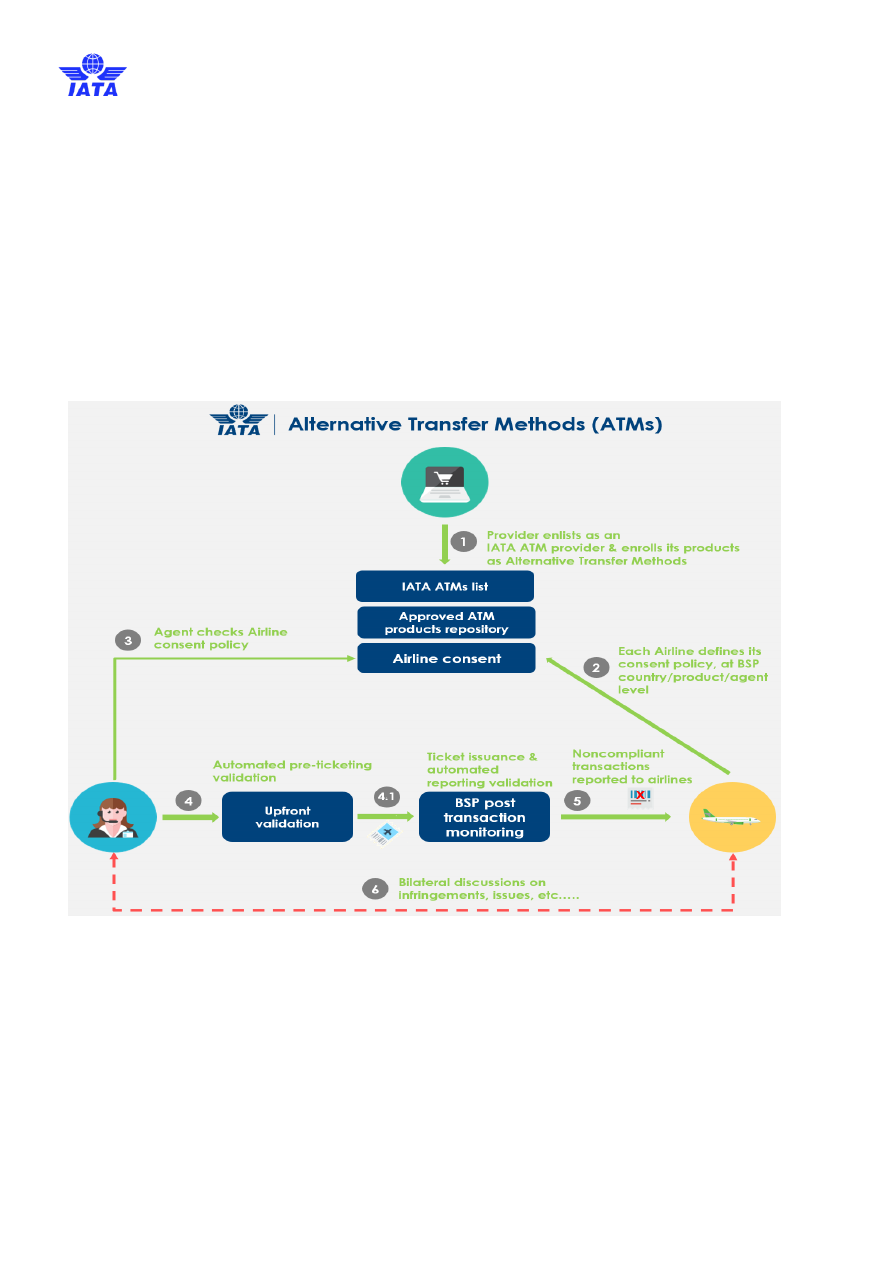 IATA
IATA
Alternative Transfer Methods (ATMs)
1
Provider enlists as an
IATA ATM provider & enrolls its products
as Alternative Transfer Methods
IATA ATMs list
Approved ATM
products repository
Airline consent
3
Agent checks Airline
consent policy
2
Each Airline defines its
consent policy, at BSP
country/product/agent
level
Automated pre-ticketing
validation
4
Upfront
validation
4.1
Ticket issuance &
automated
reporting validation
BSP post
transaction
monitoring
Noncompliant
transactions
reported to airlines
5
6
Bilateral discussions on
infringements, issues, etc.....